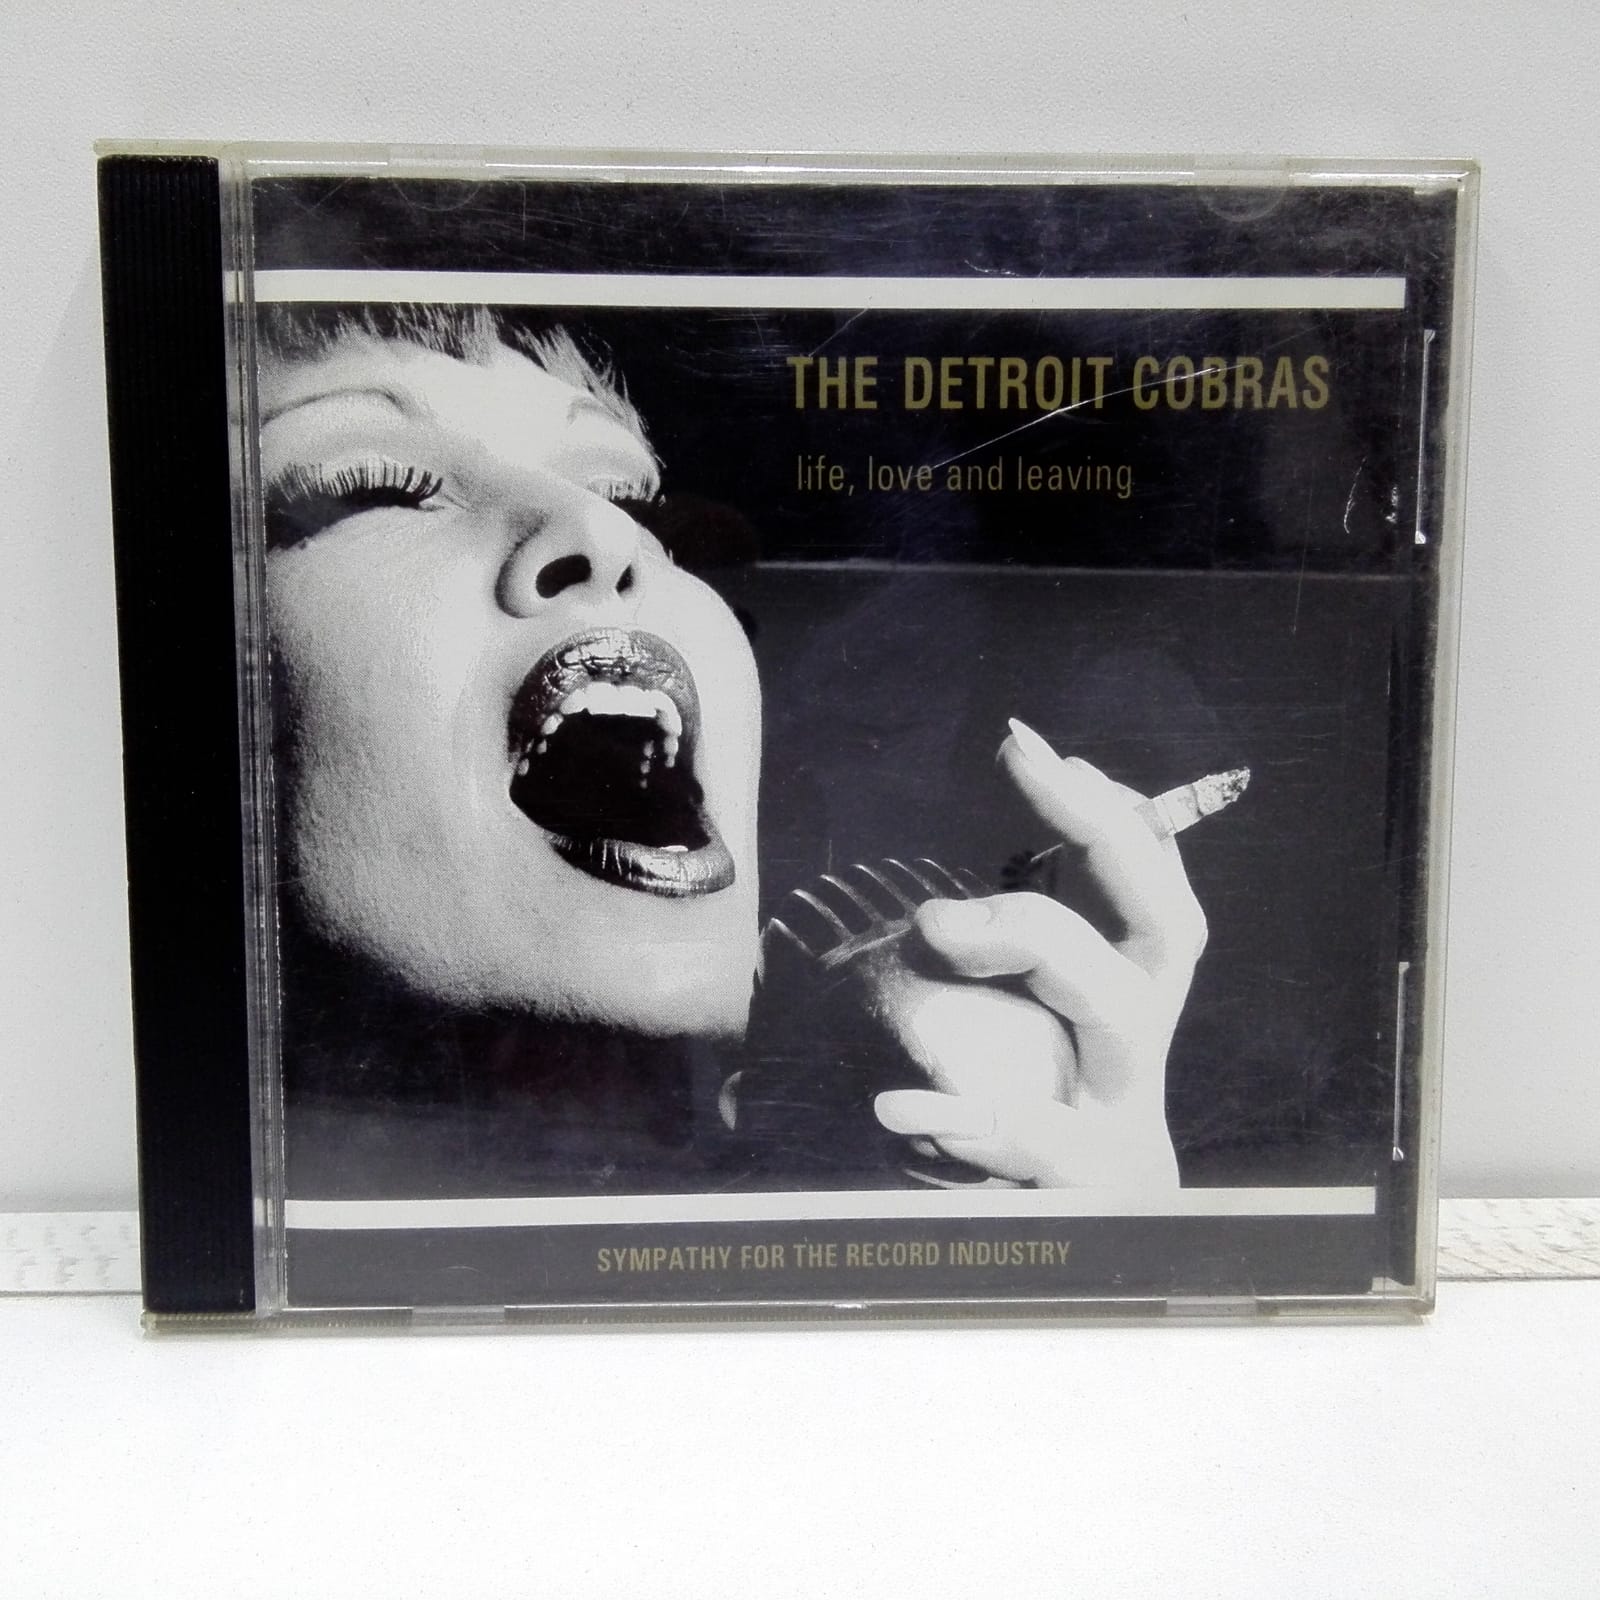 THE DETROIT COBRAS
life, love and leaving
SYMPATHY FOR THE RECORD INDUSTRY